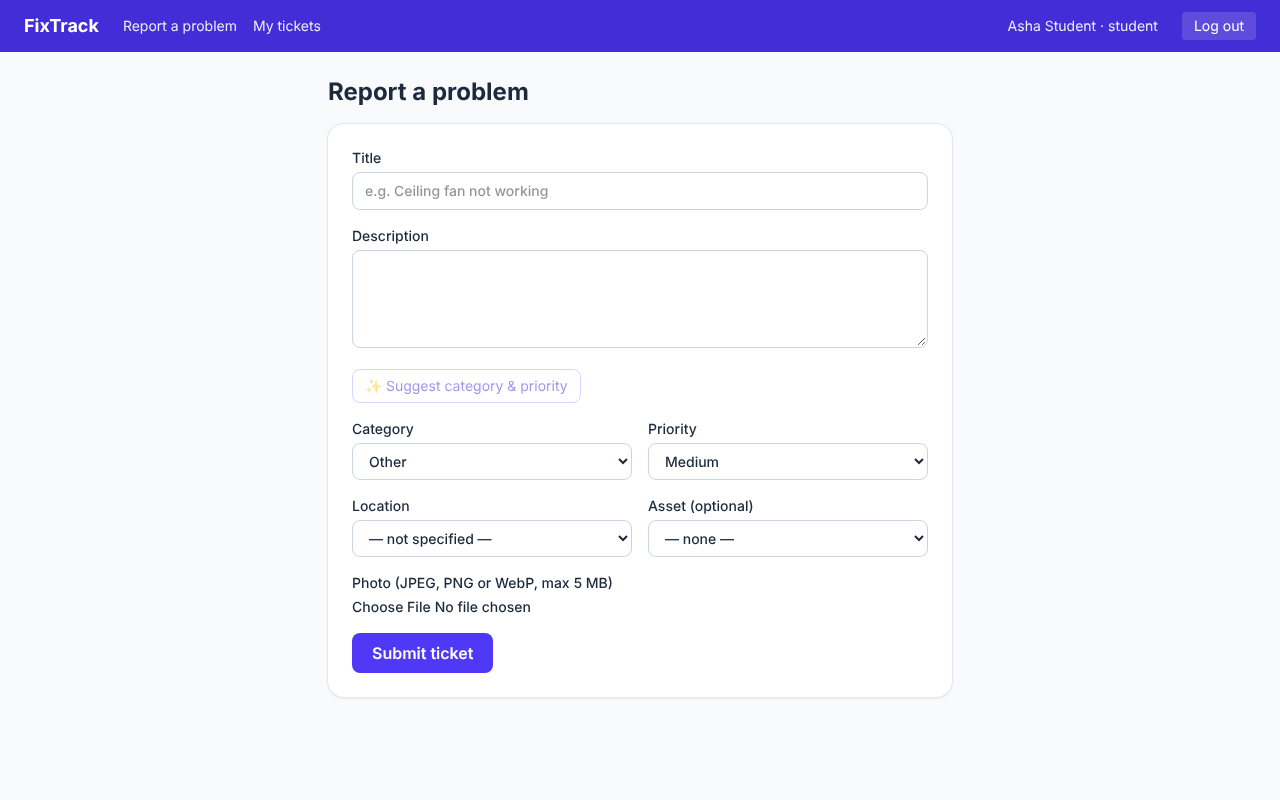 FixTrack Report a problem My tickets Asha Student · student Log out
Report a problem
Title
e.g. Ceiling fan not working
Description
✨ Suggest category & priority
Category Priority
Other Medium
Location Asset (optional)
— not specified — — none —
Photo (JPEG, PNG or WebP, max 5 MB)
Choose File No file chosen
Submit ticket